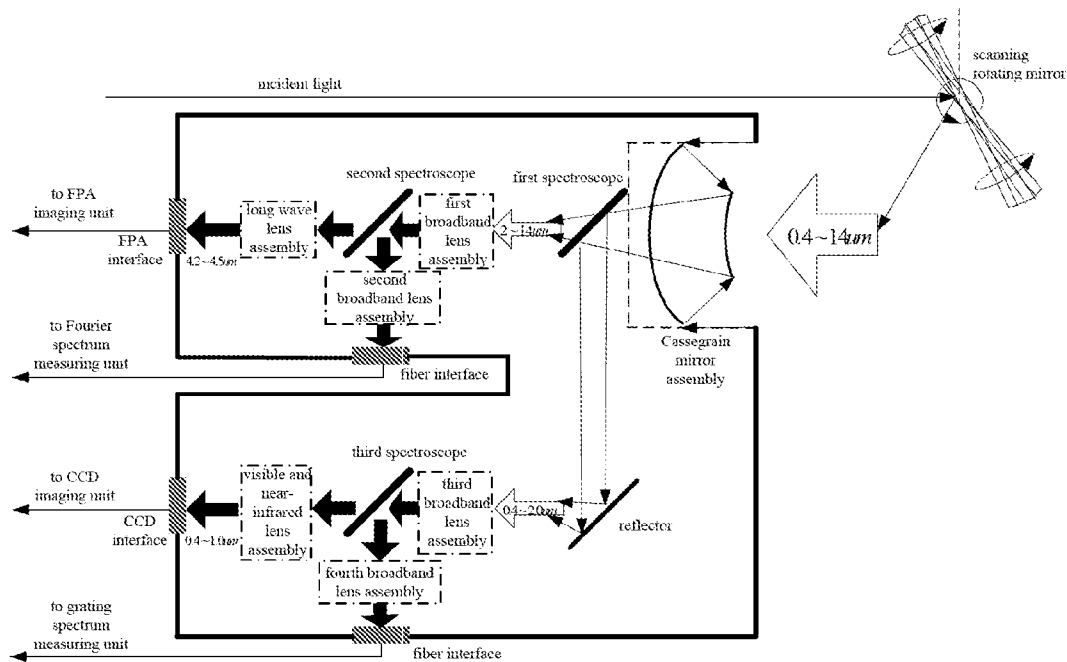 scanning
rotating mirror
incident light
0.4~14um
to FPA
imaging unit
FPA
interface
4.2~4.5um
long wave
lens
assembly
second spectroscope
first
broadband
lens
assembly
2~14um
first spectroscope
second
broadband lens
assembly
Cassegrain
mirror
assembly
to Fourier
spectrum
measuring unit
fiber interface
to CCD
imaging unit
CCD
interface
0.4~1.0um
visible and
near-
infrared
lens
assembly
third spectroscope
third
broadband
lens
assembly
0.4~2.0um
reflector
fourth broadband
lens assembly
to grating
spectrum
measuring unit
fiber interface